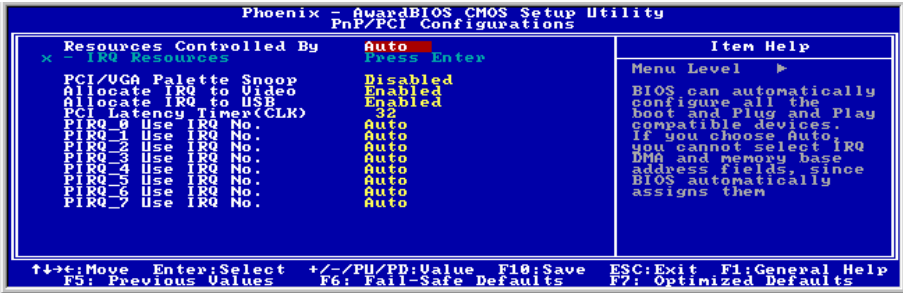 Phoenix - AwardBIOS CMOS Setup Utility
PnP/PCI Configurations
Resources Controlled By Auto
x - IRQ Resources Press Enter
PCI/VGA Palette Snoop Disabled
Allocate IRQ to Video Enabled
Allocate IRQ to USB Enabled
PCI Latency Timer(CLK) 32
PIRQ_0 Use IRQ No. Auto
PIRQ_1 Use IRQ No. Auto
PIRQ_2 Use IRQ No. Auto
PIRQ_3 Use IRQ No. Auto
PIRQ_4 Use IRQ No. Auto
PIRQ_5 Use IRQ No. Auto
PIRQ_6 Use IRQ No. Auto
PIRQ_7 Use IRQ No. Auto
Item Help
Menu Level ►
BIOS can automatically
configure all the
boot and Plug and Play
compatible devices.
If you choose Auto,
you cannot select IRQ
DMA and memory base
address fields, since
BIOS automatically
assigns them
↑↓→←:Move Enter:Select +/-/PU/PD:Value F10:Save ESC:Exit F1:General Help
F5: Previous Values F6: Fail-Safe Defaults F7: Optimized Defaults